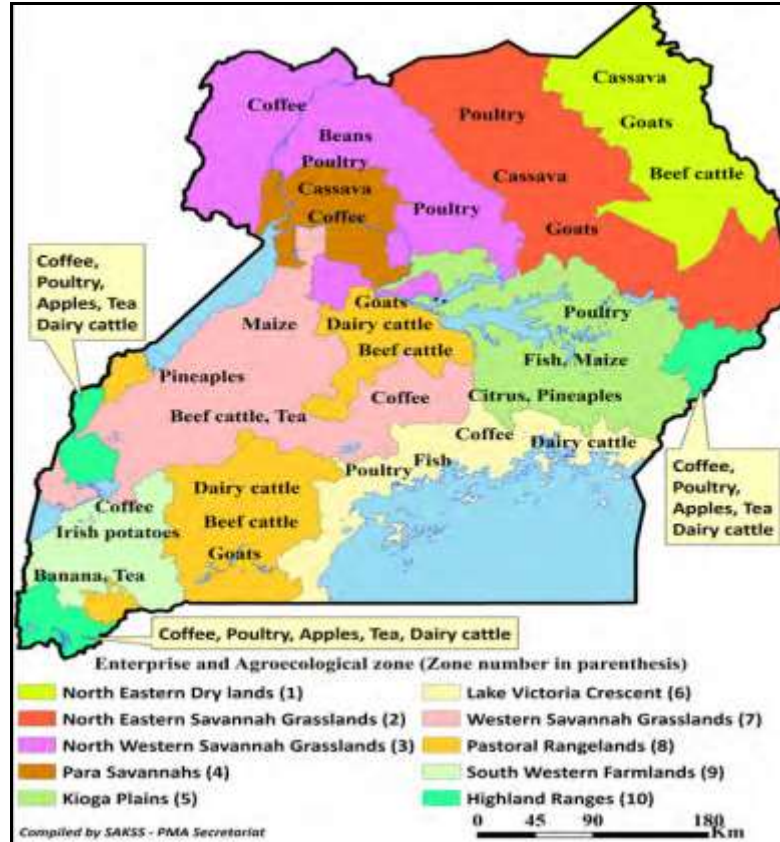 Coffee
Cassava
Poultry
Goats
Beans
Poultry
Beef cattle
Cassava
Cassava
Coffee
Poultry
Goats
Coffee,
Poultry,
Apples, Tea
Dairy cattle
Goats
Poultry
Maize
Dairy cattle
Beef cattle
Fish, Maize
Pineaples
Coffee
Citrus, Pineaples
Beef cattle, Tea
Coffee
Dairy cattle
Poultry
Fish
Coffee,
Poultry,
Apples, Tea
Dairy cattle
Dairy cattle
Coffee
Beef cattle
Irish potatoes
Goats
Banana, Tea
Coffee, Poultry, Apples, Tea, Dairy cattle
Enterprise and Agroecological zone (Zone number in parenthesis)
North Eastern Dry lands (1)
North Eastern Savannah Grasslands (2)
North Western Savannah Grasslands (3)
Para Savannahs (4)
Kioga Plains (5)
Lake Victoria Crescent (6)
Western Savannah Grasslands (7)
Pastoral Rangelands (8)
South Western Farmlands (9)
Highland Ranges (10)
Compiled by SAKSS - PMA Secretariat
0 45 90 180
Km